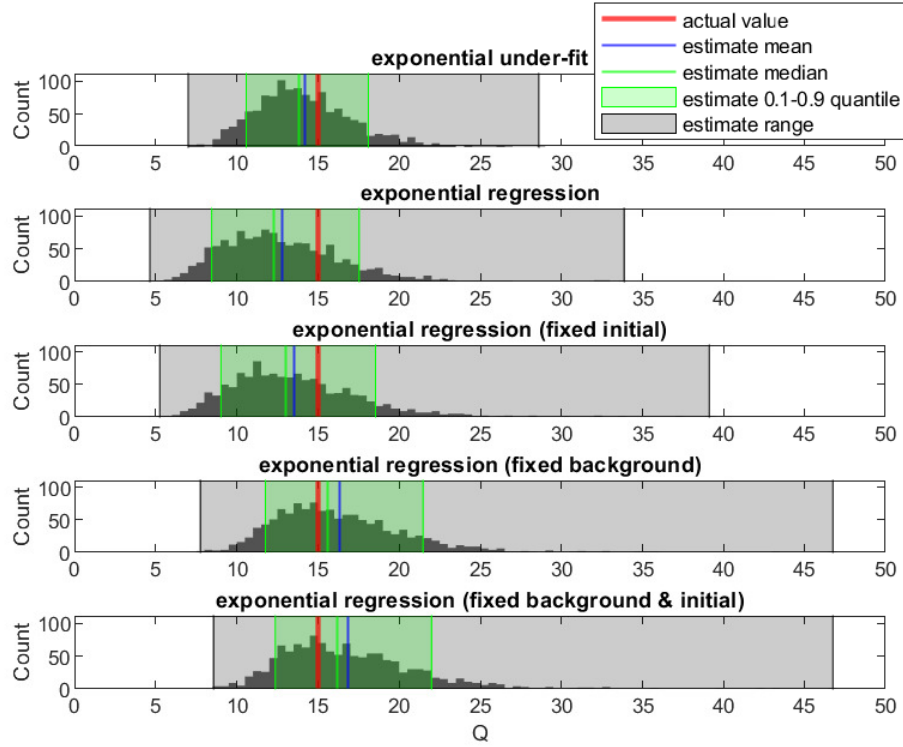 actual value
estimate mean
estimate median
estimate 0.1-0.9 quantile
estimate range
exponential under-fit
Count
100
50
0
0 5 10 15 20 25 30 35 40 45 50
exponential regression
Count
100
50
0
0 5 10 15 20 25 30 35 40 45 50
exponential regression (fixed initial)
Count
100
50
0
0 5 10 15 20 25 30 35 40 45 50
exponential regression (fixed background)
Count
100
50
0
0 5 10 15 20 25 30 35 40 45 50
exponential regression (fixed background & initial)
Count
100
50
0
0 5 10 15 20 25 30 35 40 45 50
Q